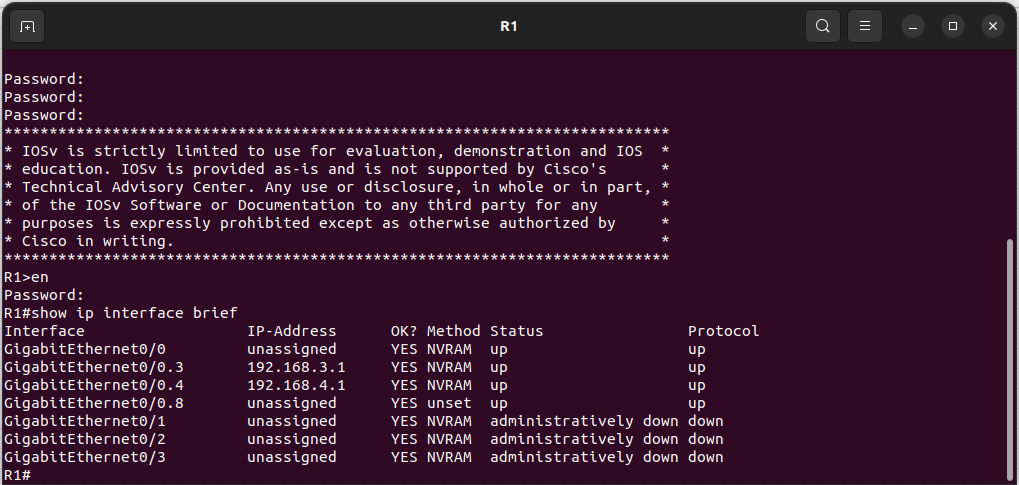 R1
Password:
Password:
Password:
**************************************************************************
* IOSv is strictly limited to use for evaluation, demonstration and IOS  *
* education. IOSv is provided as-is and is not supported by Cisco's      *
* Technical Advisory Center. Any use or disclosure, in whole or in part, *
* of the IOSv Software or Documentation to any third party for any       *
* purposes is expressly prohibited except as otherwise authorized by     *
* Cisco in writing.                                                      *
**************************************************************************
R1>en
Password:
R1#show ip interface brief
Interface                  IP-Address      OK? Method Status                Protocol
GigabitEthernet0/0         unassigned      YES NVRAM  up                    up
GigabitEthernet0/0.3       192.168.3.1     YES NVRAM  up                    up
GigabitEthernet0/0.4       192.168.4.1     YES NVRAM  up                    up
GigabitEthernet0/0.8       unassigned      YES unset  up                    up
GigabitEthernet0/1         unassigned      YES NVRAM  administratively down down
GigabitEthernet0/2         unassigned      YES NVRAM  administratively down down
GigabitEthernet0/3         unassigned      YES NVRAM  administratively down down
R1#